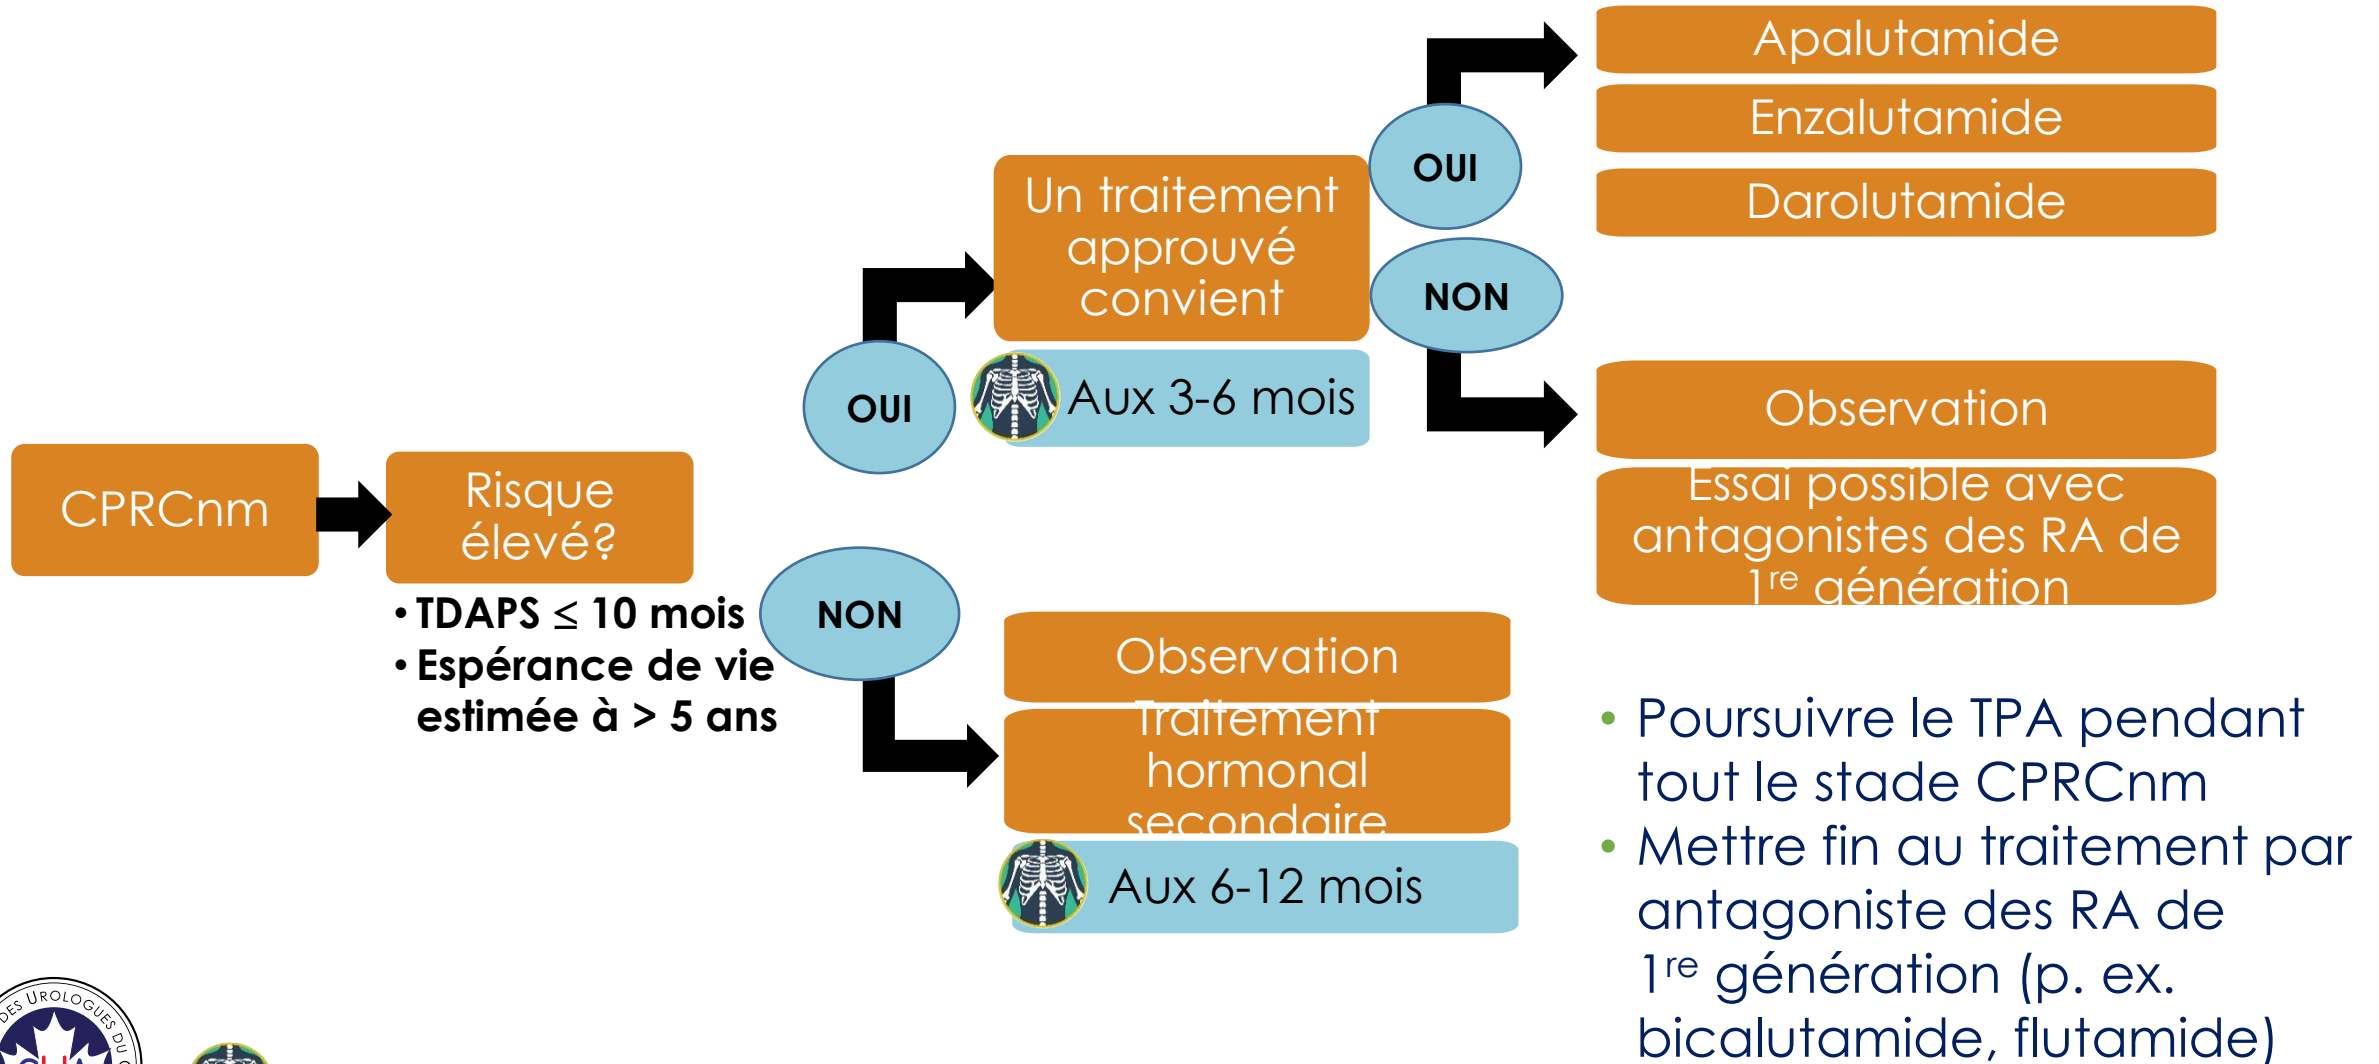 CPRCnm
Risque
élevé?
• TDAPS ≤ 10 mois
• Espérance de vie
estimée à > 5 ans
OUI
NON
Un traitement
approuvé
convient
Aux 3-6 mois
OUI
NON
Apalutamide
Enzalutamide
Darolutamide
Observation
Essai possible avec
antagonistes des RA de
1re génération
Observation
Traitement
hormonal
secondaire
Aux 6-12 mois
• Poursuivre le TPA pendant
tout le stade CPRCnm
• Mettre fin au traitement par
antagoniste des RA de
1re génération (p. ex.
bicalutamide, flutamide)
DES UROLOGUES DU